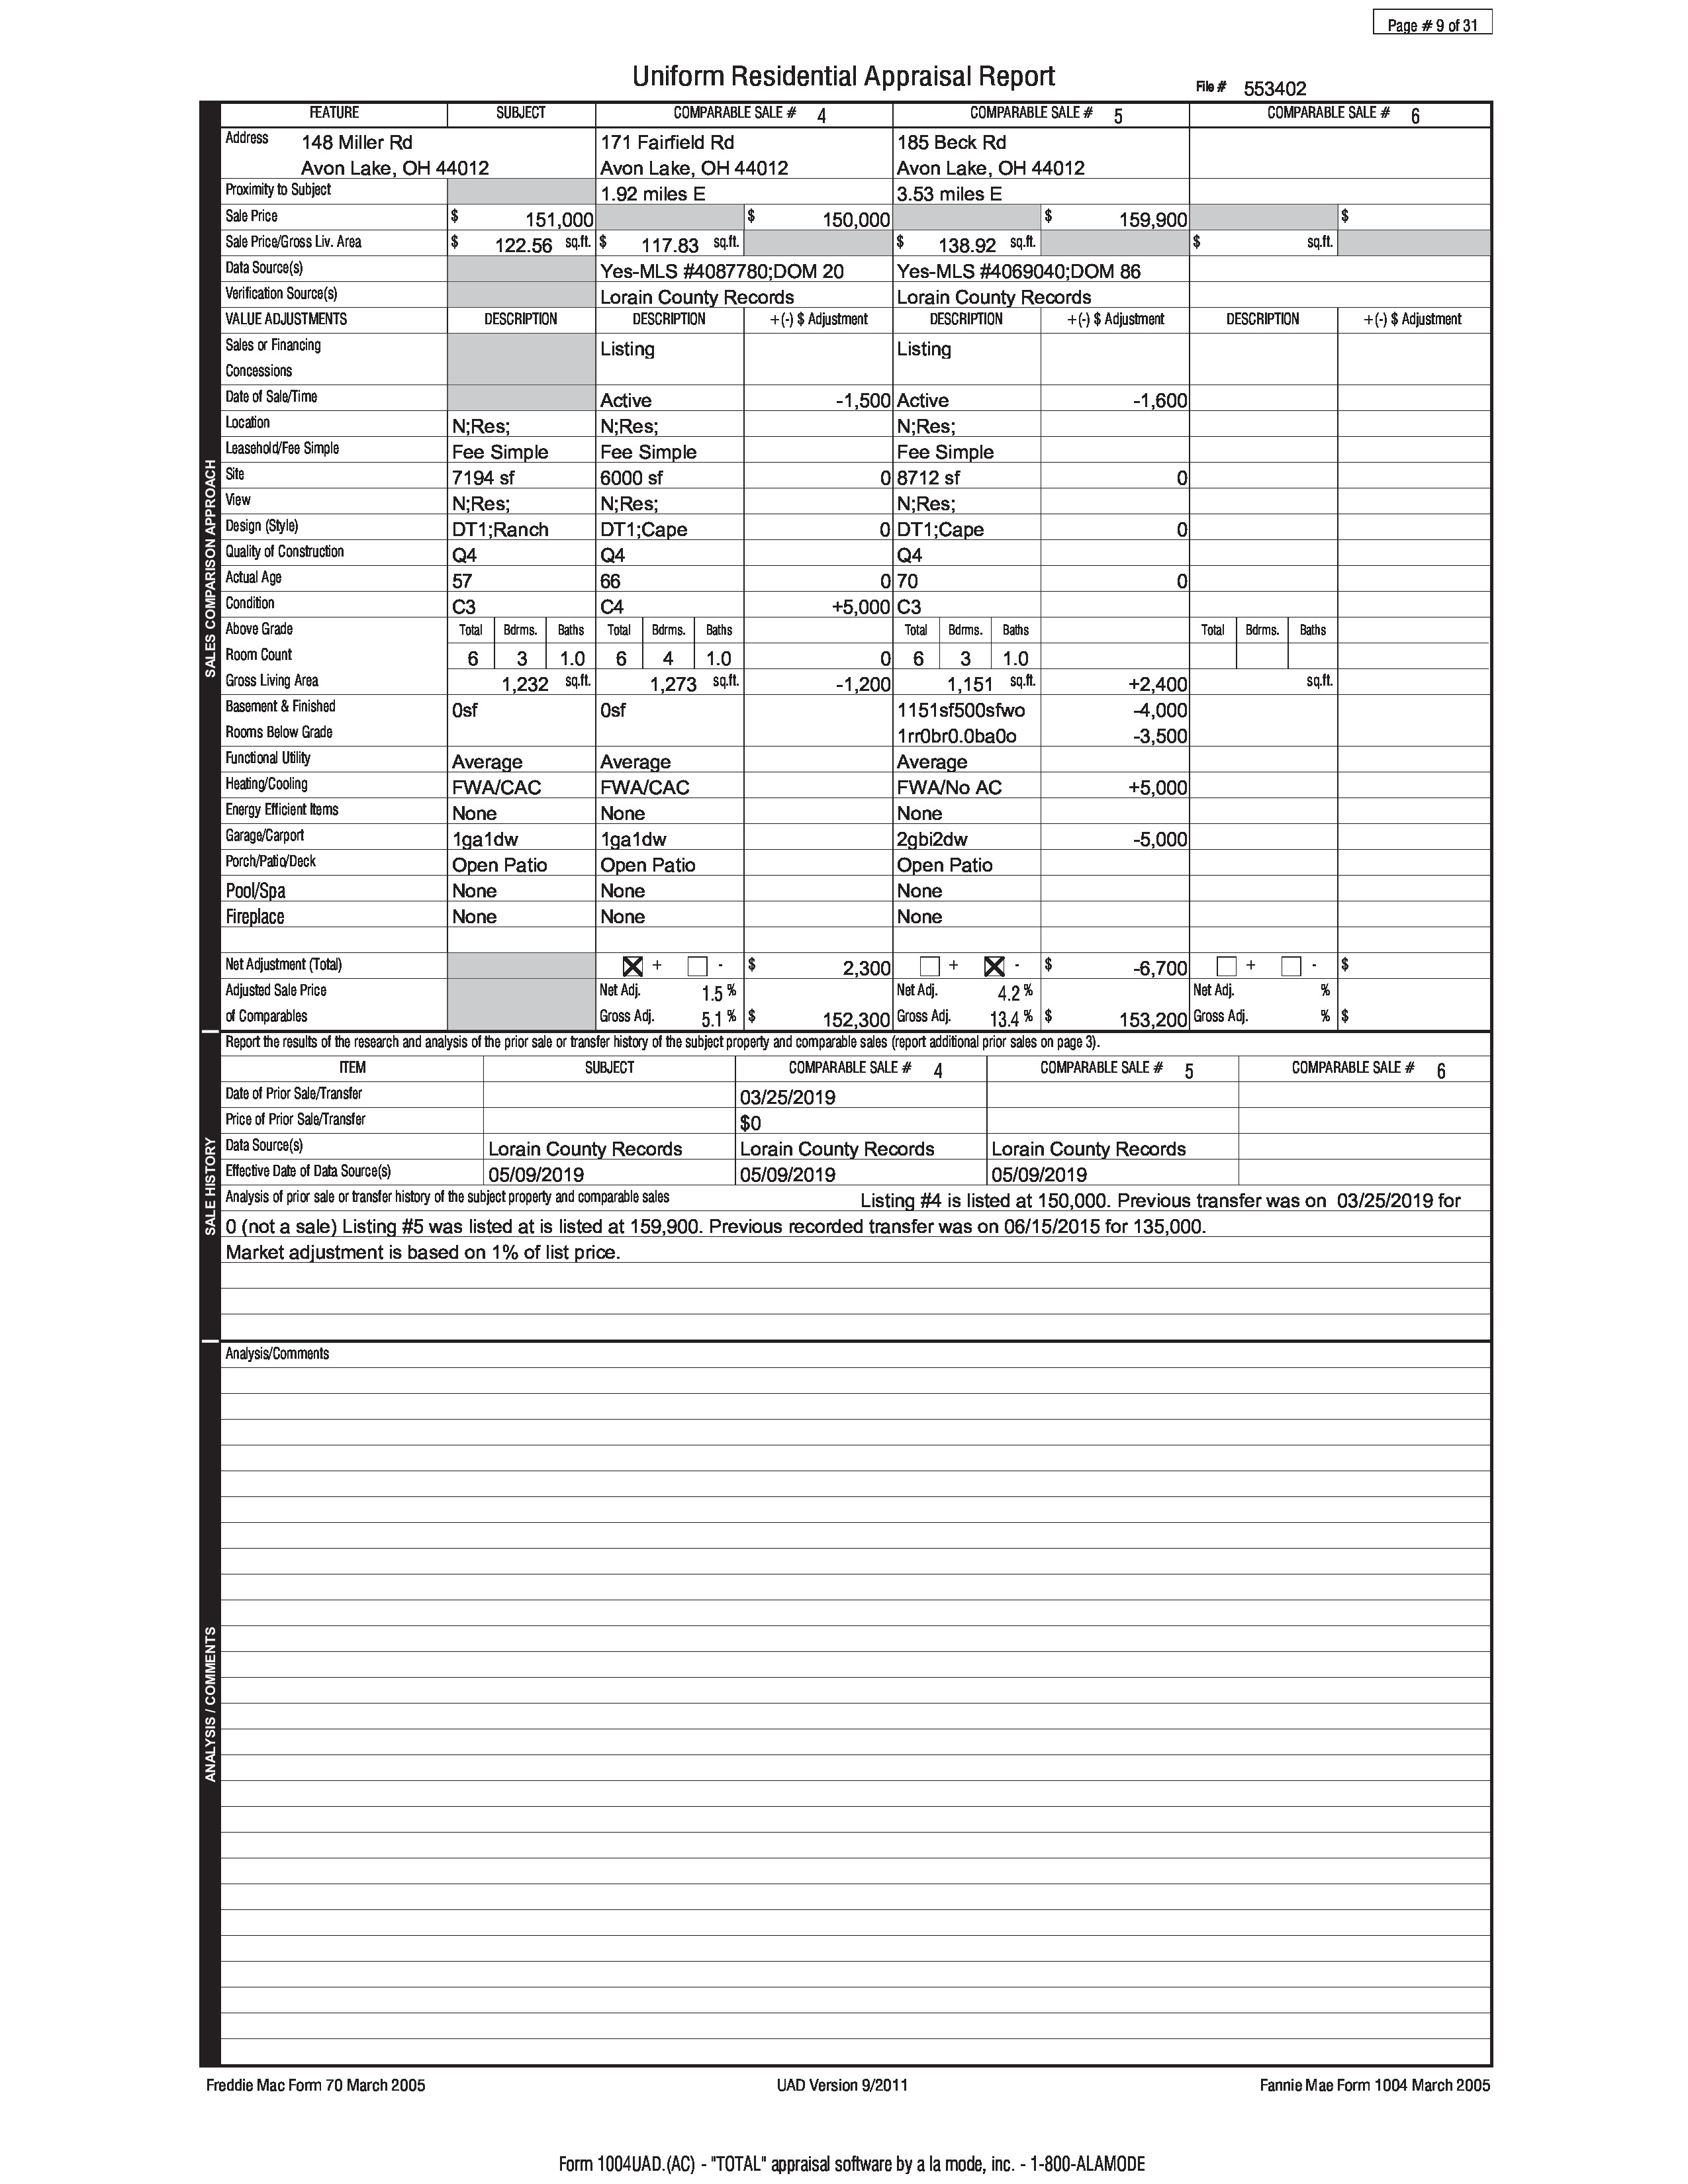 Page # 9 of 31
Uniform Residential Appraisal Report
File # 553402
FEATURE SUBJECT COMPARABLE SALE # 4 COMPARABLE SALE # 5 COMPARABLE SALE # 6
Address 148 Miller Rd 171 Fairfield Rd 185 Beck Rd
Avon Lake, OH 44012 Avon Lake, OH 44012 Avon Lake, OH 44012
Proximity to Subject 1.92 miles E 3.53 miles E
Sale Price $ 151,000 $ 150,000 $ 159,900 $
Sale Price/Gross Liv. Area $ 122.56 sq.ft. $ 117.83 sq.ft. $ 138.92 sq.ft. $ sq.ft.
Data Source(s) Yes-MLS #4087780;DOM 20 Yes-MLS #4069040;DOM 86
Verification Source(s) Lorain County Records Lorain County Records
VALUE ADJUSTMENTS DESCRIPTION DESCRIPTION +(-) $ Adjustment DESCRIPTION +(-) $ Adjustment DESCRIPTION +(-) $ Adjustment
Sales or Financing Listing Listing
Concessions
Date of Sale/Time Active -1,500 Active -1,600
Location N;Res; N;Res; N;Res;
Leasehold/Fee Simple Fee Simple Fee Simple Fee Simple
Site 7194 sf 6000 sf 0 8712 sf 0
View N;Res; N;Res; N;Res;
Design (Style) DT1;Ranch DT1;Cape 0 DT1;Cape 0
Quality of Construction Q4 Q4 Q4
Actual Age 57 66 0 70 0
Condition C3 C4 +5,000 C3
Above Grade Total Bdrms. Baths Total Bdrms. Baths Total Bdrms. Baths Total Bdrms. Baths
Room Count 6 3 1.0 6 4 1.0 0 6 3 1.0
Gross Living Area 1,232 sq.ft. 1,273 sq.ft. -1,200 1,151 sq.ft. +2,400 sq.ft.
Basement & Finished 0sf 0sf 1151sf500sfwo -4,000
Rooms Below Grade 1rr0br0.0ba0o -3,500
Functional Utility Average Average Average
Heating/Cooling FWA/CAC FWA/CAC FWA/No AC +5,000
Energy Efficient Items None None None
Garage/Carport 1ga1dw 1ga1dw 2gbi2dw -5,000
Porch/Patio/Deck Open Patio Open Patio Open Patio
Pool/Spa None None None
Fireplace None None None
Net Adjustment (Total) X + - $ 2,300 + X - $ -6,700 + - $
Adjusted Sale Price Net Adj. 1.5 % Net Adj. 4.2 % Net Adj. %
of Comparables Gross Adj. 5.1 % $ 152,300 Gross Adj. 13.4 % $ 153,200 Gross Adj. % $
SALES COMPARISON APPROACH
Report the results of the research and analysis of the prior sale or transfer history of the subject property and comparable sales (report additional prior sales on page 3).
ITEM SUBJECT COMPARABLE SALE # 4 COMPARABLE SALE # 5 COMPARABLE SALE # 6
Date of Prior Sale/Transfer 03/25/2019
Price of Prior Sale/Transfer $0
Data Source(s) Lorain County Records Lorain County Records Lorain County Records
Effective Date of Data Source(s) 05/09/2019 05/09/2019 05/09/2019
Analysis of prior sale or transfer history of the subject property and comparable sales Listing #4 is listed at 150,000. Previous transfer was on 03/25/2019 for
0 (not a sale) Listing #5 was listed at is listed at 159,900. Previous recorded transfer was on 06/15/2015 for 135,000.
Market adjustment is based on 1% of list price.
SALE HISTORY
Analysis/Comments
ANALYSIS / COMMENTS
Freddie Mac Form 70 March 2005 UAD Version 9/2011 Fannie Mae Form 1004 March 2005
Form 1004UAD.(AC) - "TOTAL" appraisal software by a la mode, inc. - 1-800-ALAMODE